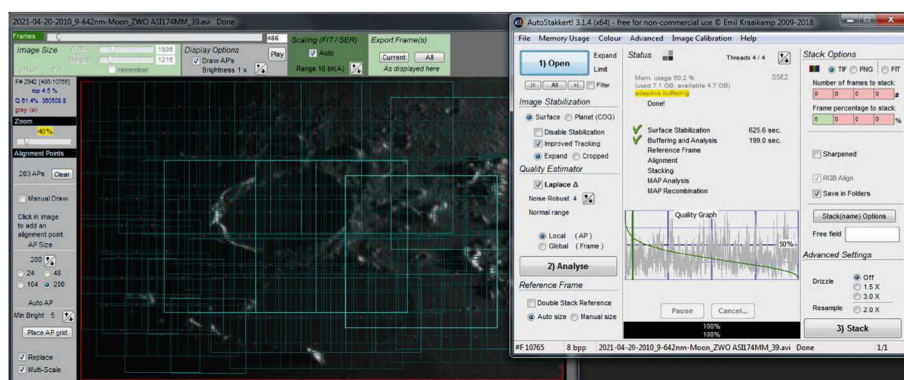 2021-04-20-2010_9-642nm-Moon_ZWO ASI174MM_39.avi Done
Frames
486
Play
Image Size
Width 1936
Height 1216
remember
Display Options
Draw APs
Brightness 1 x
Scaling (FIT / SER)
Auto
Range 16 bit(A)
Export Frame(s)
Current All
As displayed here
F# 2942 [486/10765]
top 4.5 %
Zoom
40%
Alignment Points
203 APs Clear
Manual Draw
Click in image
to add an
alignment point
AP Size
200
24 48
104 200
Auto AP
Min Bright 5
Place AP grid
Replace
Multi-Scale
AutoStakkert! 3.1.4 (x64) - free for non-commercial use © Emil Kraaikamp 2009-2018
File Memory Usage Colour Advanced Image Calibration Help
1) Open
Expand
Limit
|< All >| Filter
Image Stabilization
Surface Planet (COG)
Disable Stabilization
Improved Tracking
Expand Cropped
Quality Estimator
Laplace Δ
Noise Robust 4
Normal range
Local (AP)
Global (Frame)
2) Analyse
Reference Frame
Double Stack Reference
Auto size Manual size
Status
Threads 4 / 4
Mem. usage 60.2 % SSE2
(used 7.1 GB, available 4.7 GB)
adaptive buffering
Done!
Surface Stabilization 625.6 sec.
Buffering and Analysis 199.0 sec.
Reference Frame
Alignment
Stacking
MAP Analysis
MAP Recombination
Quality Graph
50%
Pause Cancel...
100%
100%
Stack Options
TIF PNG FIT
Number of frames to stack:
0 0 0 0 #
Frame percentage to stack:
5 0 0 0 %
Sharpened
RGB Align
Save in Folders
Stack(name) Options
Free field
Advanced Settings
Drizzle
Off
1.5 X
3.0 X
Resample 2.0 X
3) Stack
#F 10765 8 bpp 2021-04-20-2010_9-642nm-Moon_ZWO ASI174MM_39.avi Done 1/1